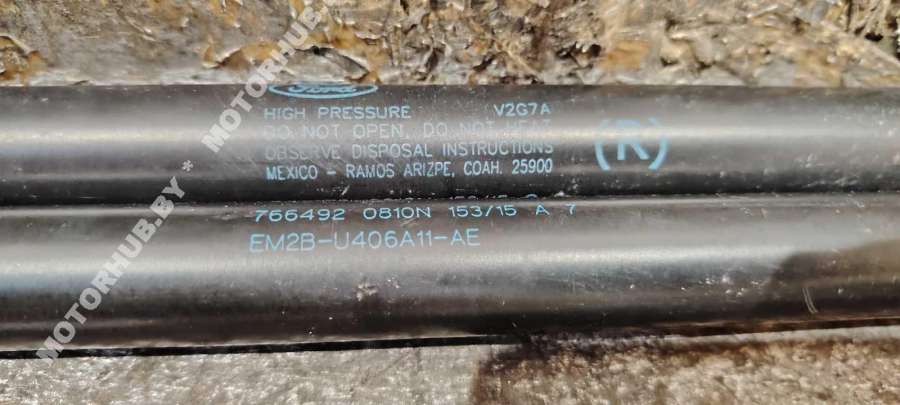 Ford
HIGH PRESSURE V2G7A
DO NOT OPEN, DO NOT HEAT
OBSERVE DISPOSAL INSTRUCTIONS
MEXICO - RAMOS ARIZPE, COAH. 25900
(R)
766492 0810N 153/15 A 7
EM2B-U406A11-AE
MOTORHUB.BY * MOTORHUB
MOTORHUB.BY